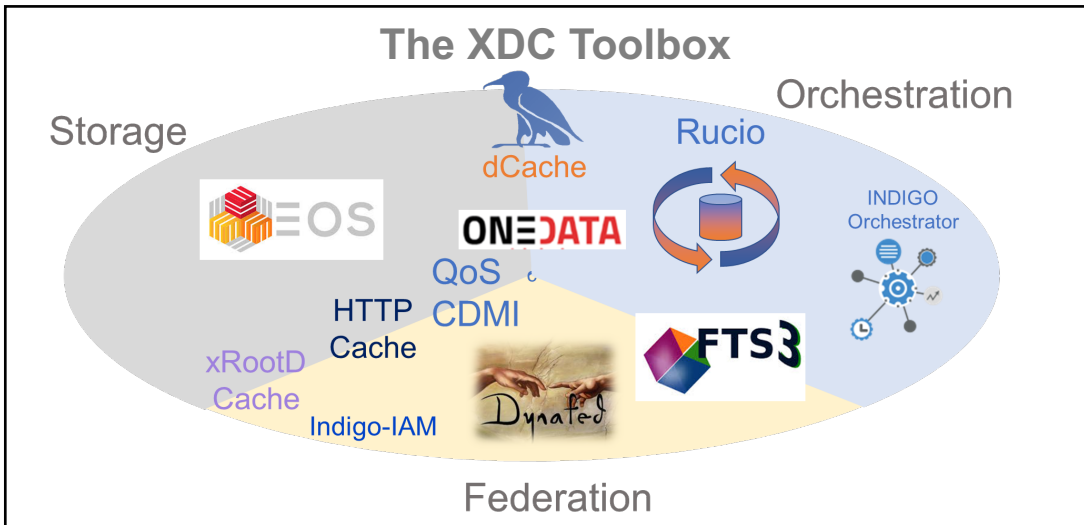 The XDC Toolbox
Storage
Orchestration
dCache
Rucio
INDIGO
Orchestrator
EOS
ONEDATA
QoS
CDMI
HTTP
Cache
xRootD
Cache
FTS3
Dynafed
Indigo-IAM
Federation